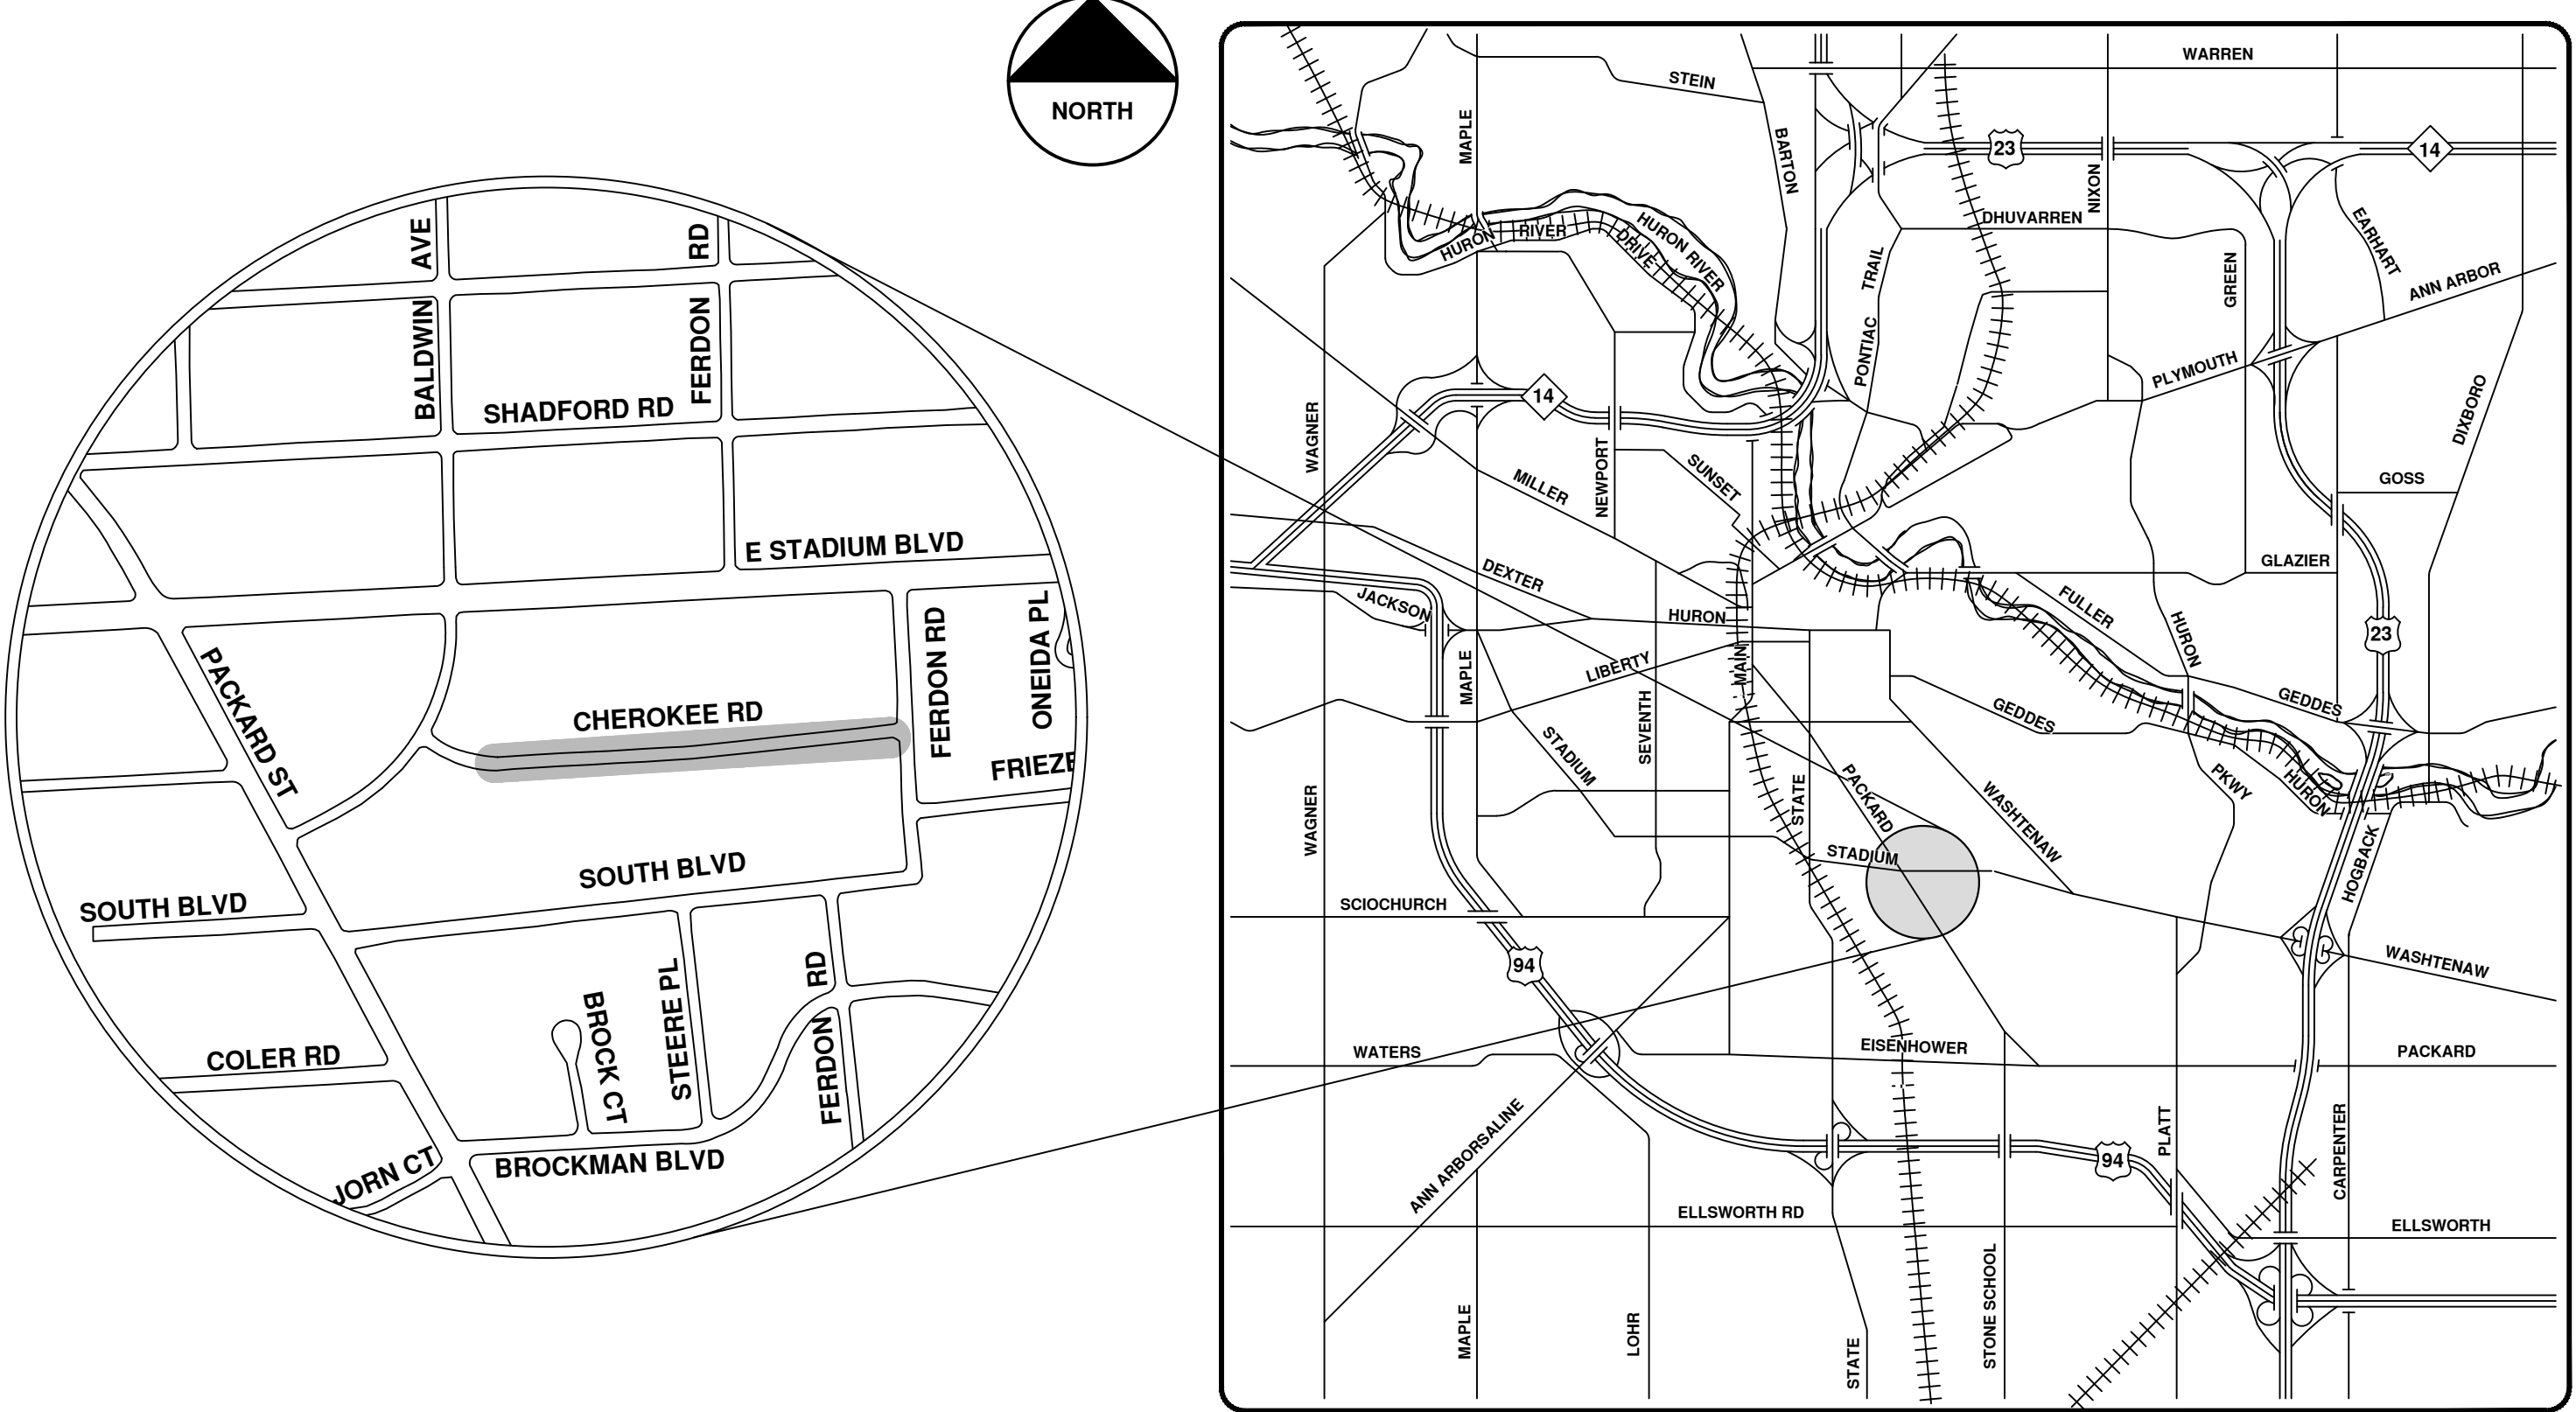 NORTH
AVE
RD
BALDWIN
FERDON
SHADFORD RD
E STADIUM BLVD
PACKARD ST
CHEROKEE RD
FERDON RD
ONEIDA PL
FRIEZE
SOUTH BLVD
SOUTH BLVD
COLER RD
BROCK CT
STEERE PL
RD
FERDON
JORN CT
BROCKMAN BLVD
WARREN
STEIN
MAPLE
BARTON
23
14
NIXON
DHUVARREN
EARHART
HURON
RIVER
DRIVE
HURON RIVER
TRAIL
PONTIAC
GREEN
ANN ARBOR
PLYMOUTH
DIXBORO
14
WAGNER
NEWPORT
MILLER
SUNSET
GOSS
GLAZIER
DEXTER
JACKSON
HURON
FULLER
HURON
23
LIBERTY
MAIN
MAPLE
SEVENTH
STADIUM
GEDDES
GEDDES
WAGNER
STATE
PACKARD
WASHTENAW
PKWY
HURON
STADIUM
HOGBACK
SCIOCHURCH
94
WASHTENAW
WATERS
EISENHOWER
PACKARD
ANN ARBORSALINE
PLATT
94
CARPENTER
ELLSWORTH RD
ELLSWORTH
MAPLE
LOHR
STATE
STONE SCHOOL